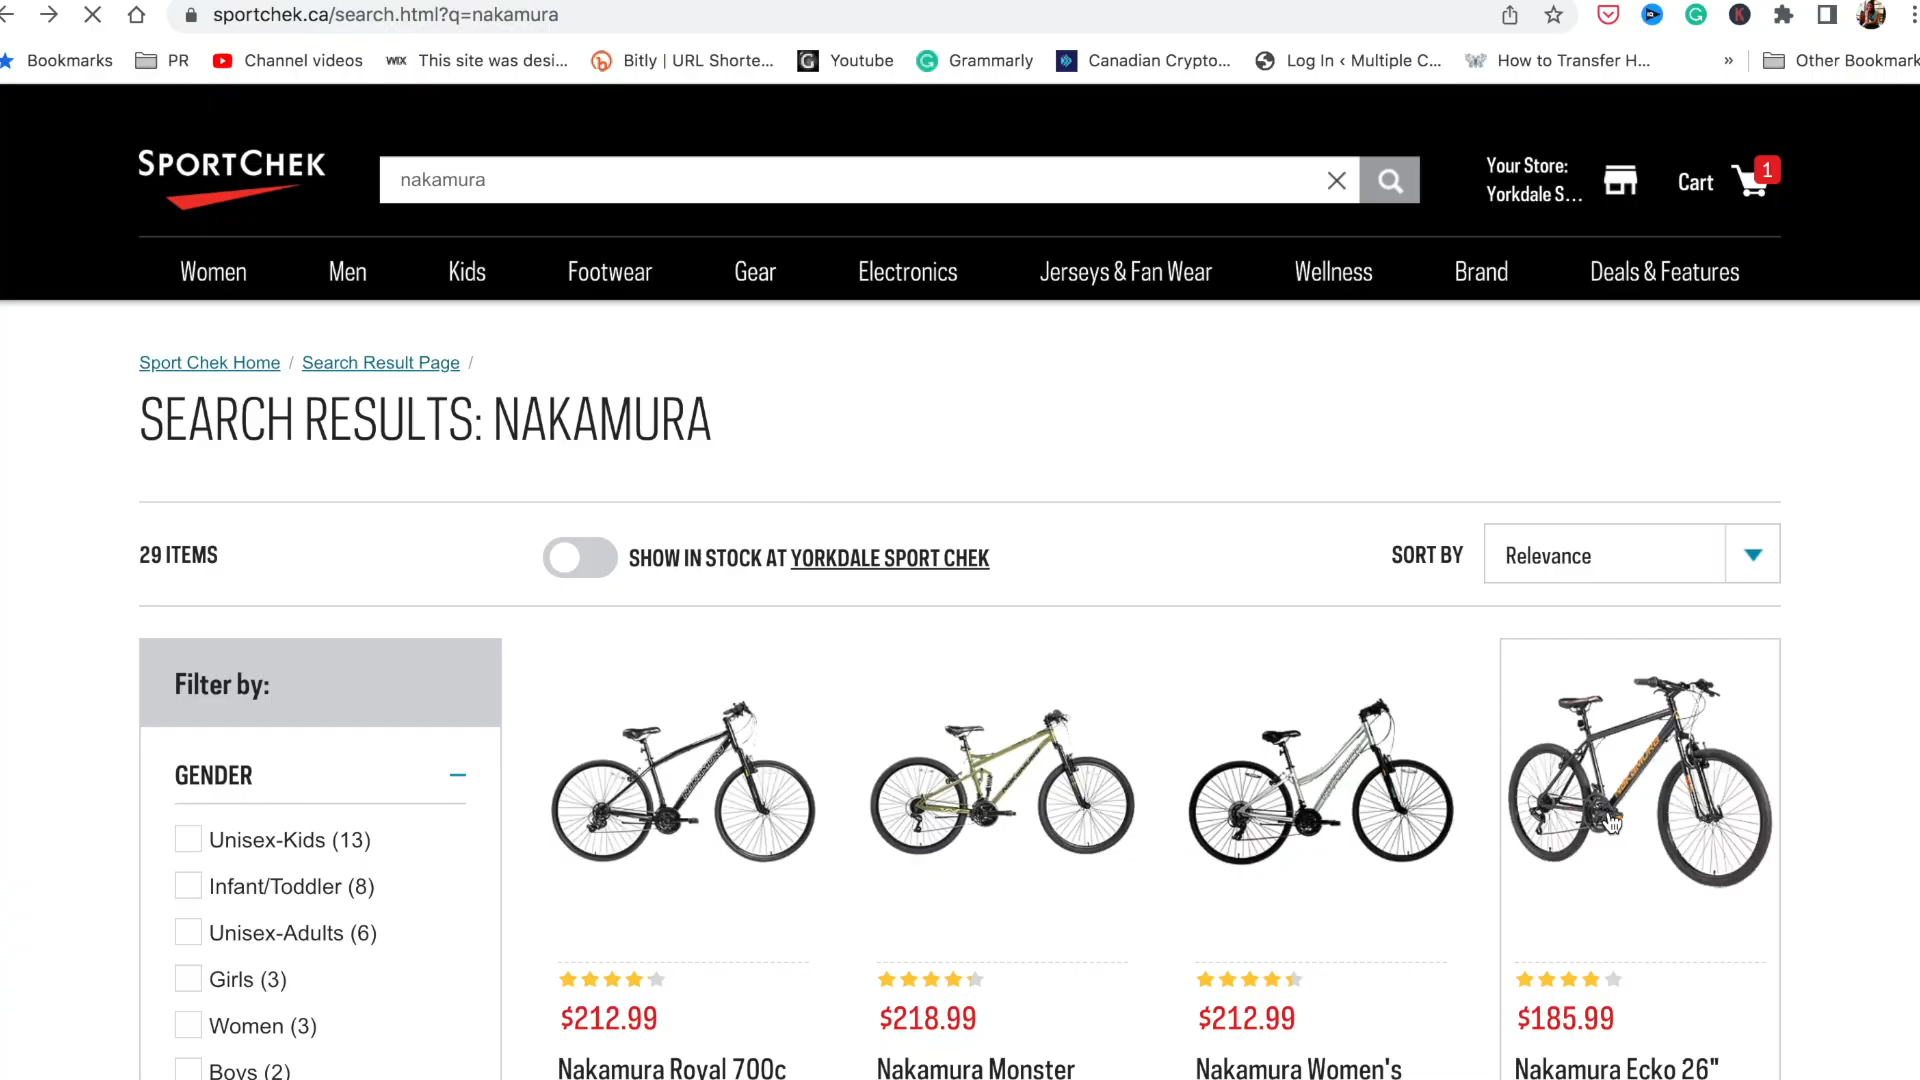 sportchek.ca/search.html?q=nakamura
Bookmarks PR Channel videos WIX This site was desi... Bitly | URL Shorte... Youtube Grammarly Canadian Crypto... Log In ‹ Multiple C... How to Transfer H... » Other Bookmark
SPORTCHEK
nakamura
Your Store:
Yorkdale S...
Cart 1
Women Men Kids Footwear Gear Electronics Jerseys & Fan Wear Wellness Brand Deals & Features
Sport Chek Home / Search Result Page /
SEARCH RESULTS: NAKAMURA
29 ITEMS
SHOW IN STOCK AT YORKDALE SPORT CHEK
SORT BY Relevance
Filter by:
GENDER
Unisex-Kids (13)
Infant/Toddler (8)
Unisex-Adults (6)
Girls (3)
Women (3)
Boys (2)
$212.99
Nakamura Royal 700c
$218.99
Nakamura Monster
$212.99
Nakamura Women's
$185.99
Nakamura Ecko 26"